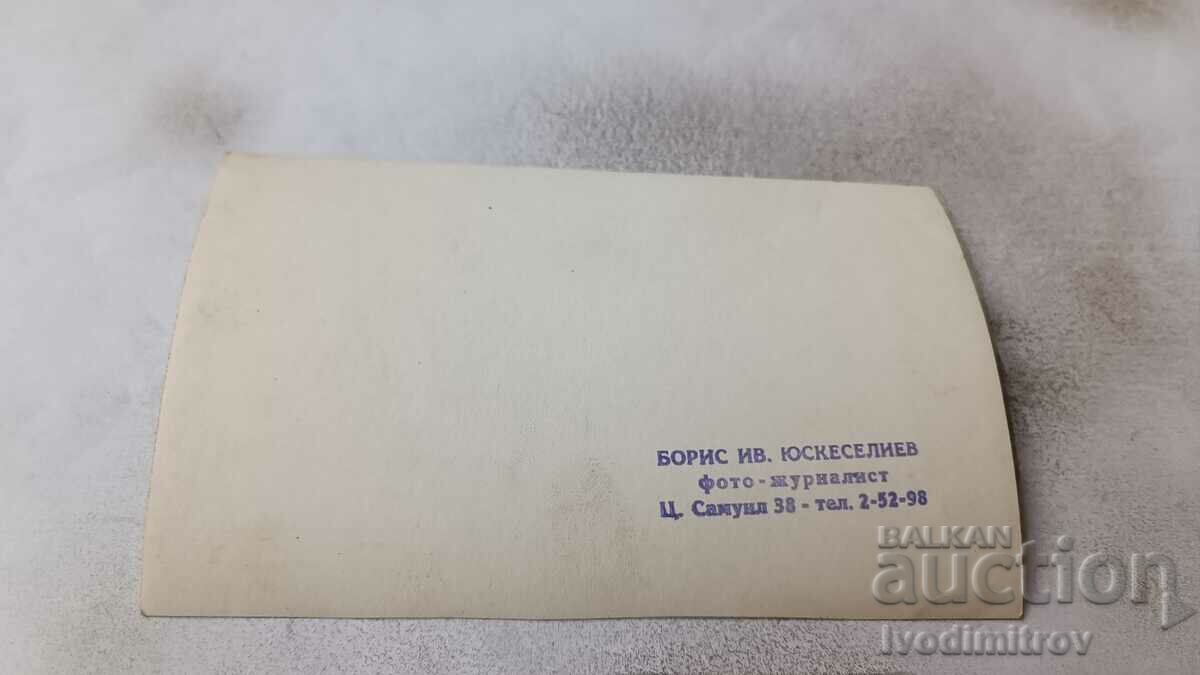 БОРИС ИВ. ЮСКЕСЕЛИЕВ
фото-журналист
Ц. Самуил 38 - тел. 2-52-98
BALKAN
auction
Ivodimitrov